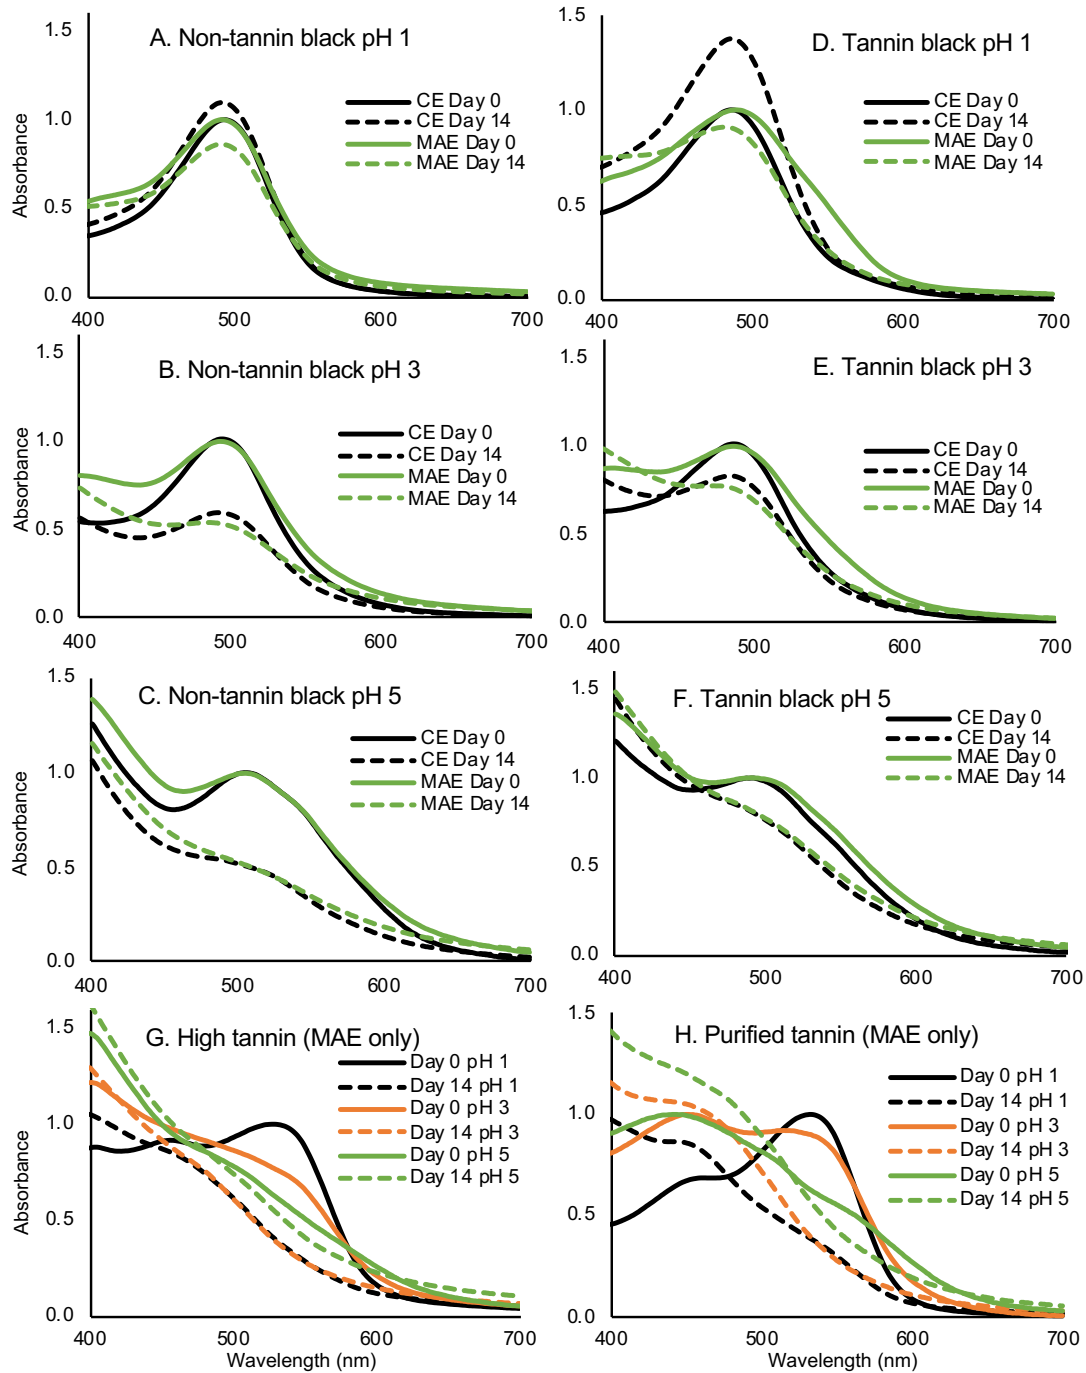 A. Non-tannin black pH 1
1.5
1.0
0.5
0.0
Absorbance
CE Day 0
CE Day 14
MAE Day 0
MAE Day 14
400
500
600
700
D. Tannin black pH 1
1.5
1.0
0.5
0.0
CE Day 0
CE Day 14
MAE Day 0
MAE Day 14
400
500
600
700
B. Non-tannin black pH 3
1.5
1.0
0.5
0.0
Absorbance
CE Day 0
CE Day 14
MAE Day 0
MAE Day 14
400
500
600
700
E. Tannin black pH 3
1.5
1.0
0.5
0.0
CE Day 0
CE Day 14
MAE Day 0
MAE Day 14
400
500
600
700
C. Non-tannin black pH 5
1.5
1.0
0.5
0.0
Absorbance
CE Day 0
CE Day 14
MAE Day 0
MAE Day 14
400
500
600
700
F. Tannin black pH 5
1.5
1.0
0.5
0.0
CE Day 0
CE Day 14
MAE Day 0
MAE Day 14
400
500
600
700
G. High tannin (MAE only)
1.5
1.0
0.5
0.0
Absorbance
Day 0 pH 1
Day 14 pH 1
Day 0 pH 3
Day 14 pH 3
Day 0 pH 5
Day 14 pH 5
400
500
600
700
Wavelength (nm)
H. Purified tannin (MAE only)
1.5
1.0
0.5
0.0
Day 0 pH 1
Day 14 pH 1
Day 0 pH 3
Day 14 pH 3
Day 0 pH 5
Day 14 pH 5
400
500
600
700
Wavelength (nm)